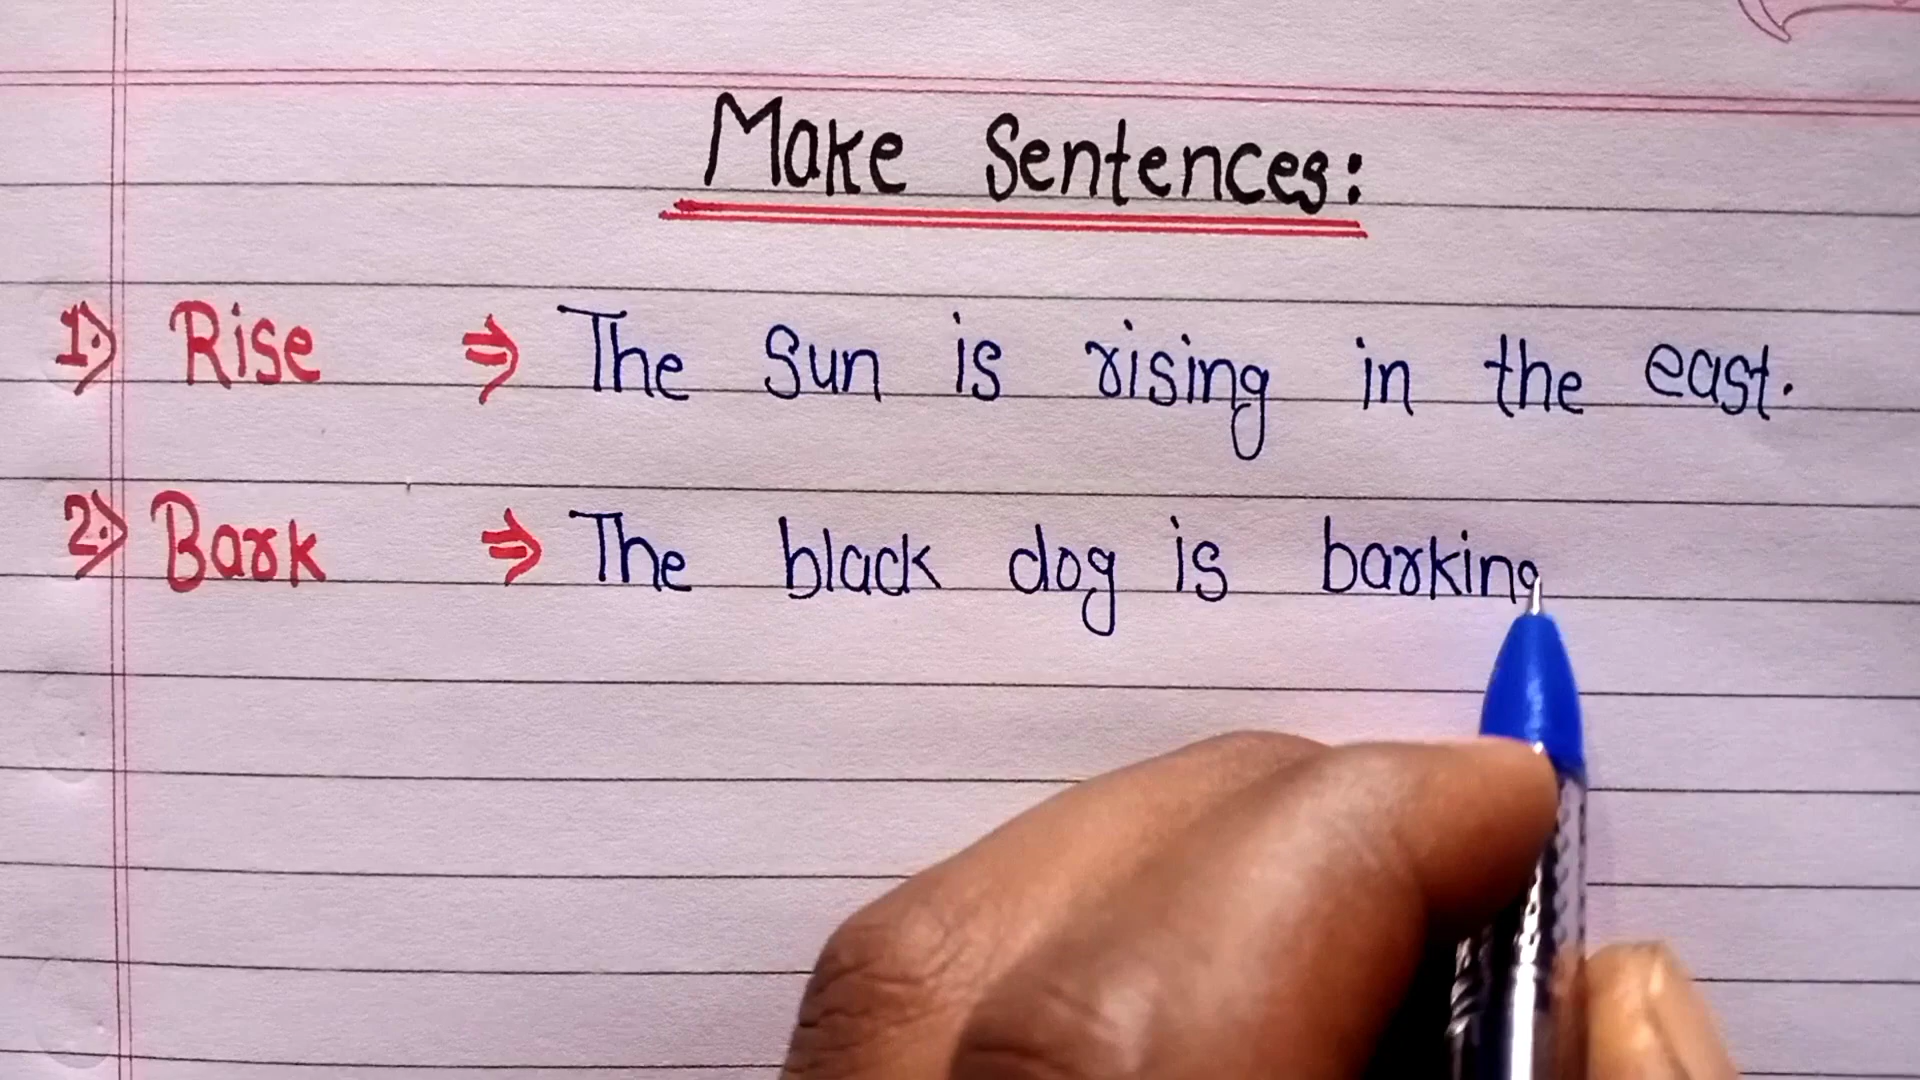 Make Sentences:
1.) Rise ⇒ The sun is rising in the east.
2.) Bark ⇒ The black dog is barking